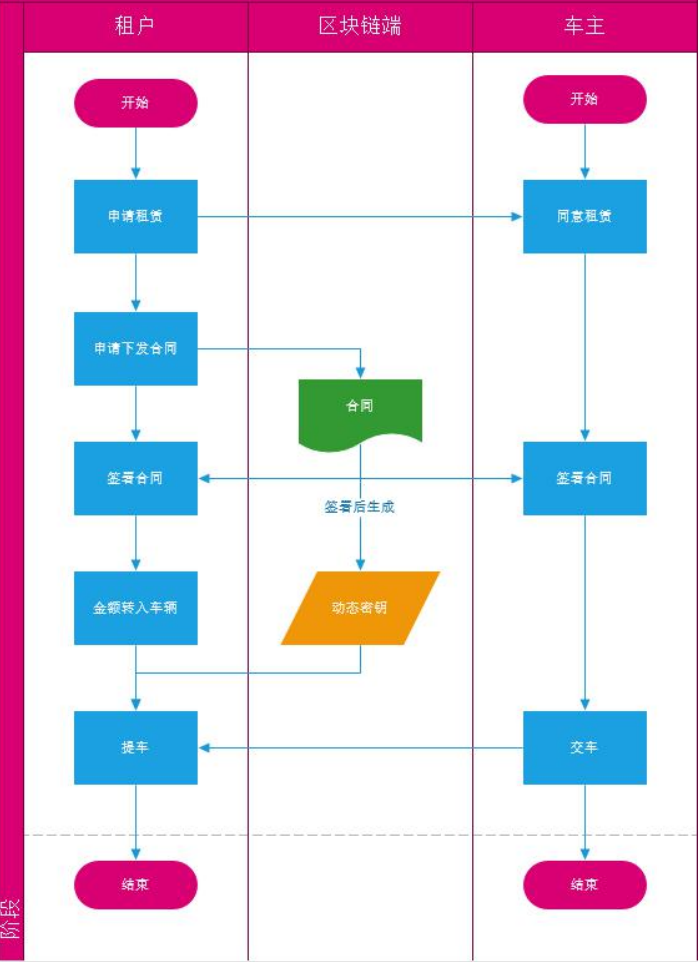 租户
区块链端
车主
开始
开始
申请租赁
同意租赁
申请下发合同
合同
签署合同
签署合同
签署后生成
金额转入车辆
动态密钥
提车
交车
结束
结束
阶段